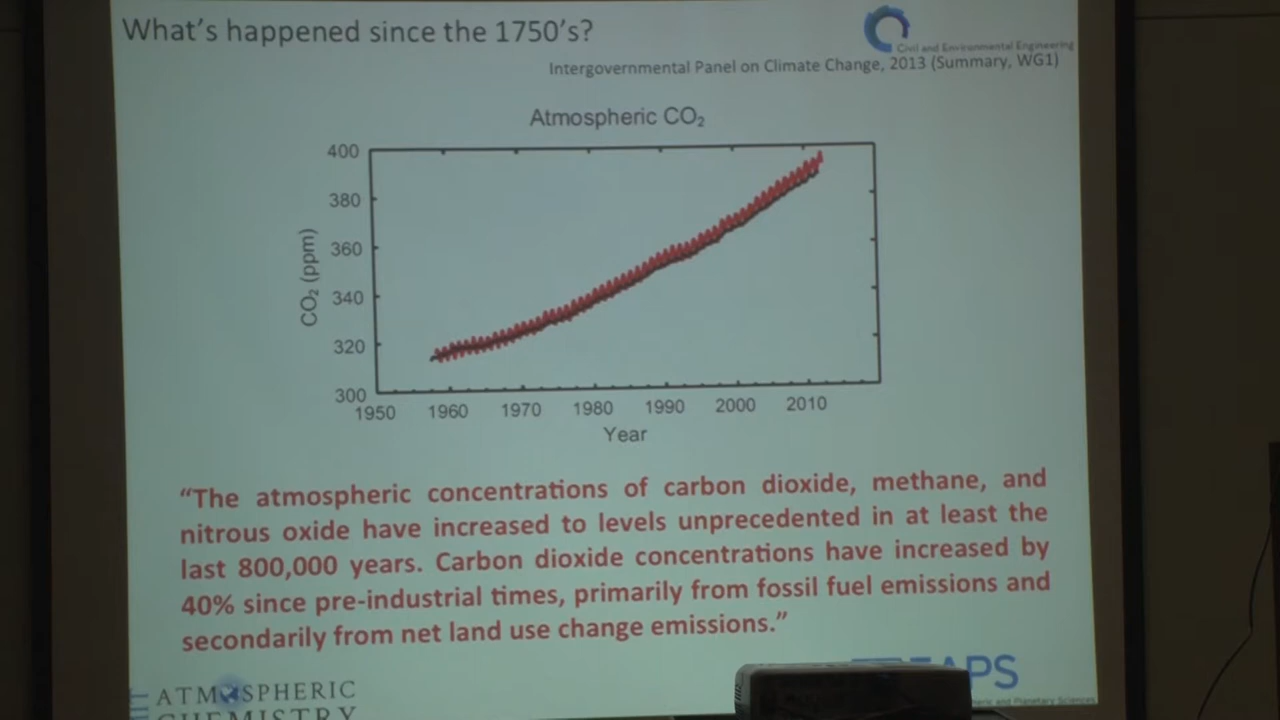 What's happened since the 1750's?
Civil and Environmental Engineering
Intergovernmental Panel on Climate Change, 2013 (Summary, WG1)
Atmospheric CO₂
400
380
360
340
320
300
CO₂ (ppm)
1950 1960 1970 1980 1990 2000 2010
Year
“The atmospheric concentrations of carbon dioxide, methane, and
nitrous oxide have increased to levels unprecedented in at least the
last 800,000 years. Carbon dioxide concentrations have increased by
40% since pre-industrial times, primarily from fossil fuel emissions and
secondarily from net land use change emissions.”
ATMOSPHERIC
CHEMISTRY
APS
and Planetary Sciences